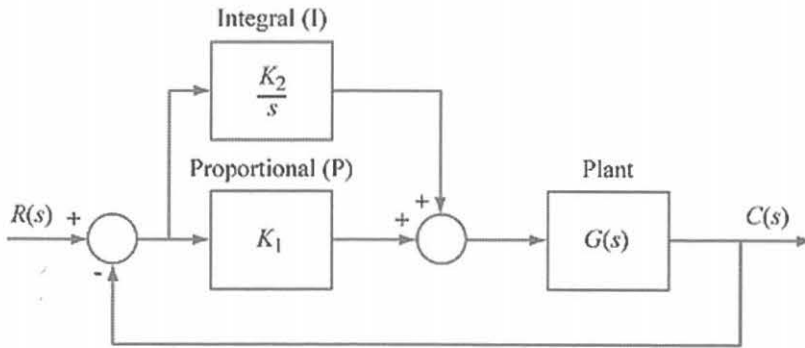 Integral (I)
K₂
s
Proportional (P)
Plant
R(s) +
+
+
K₁
G(s)
C(s)
-